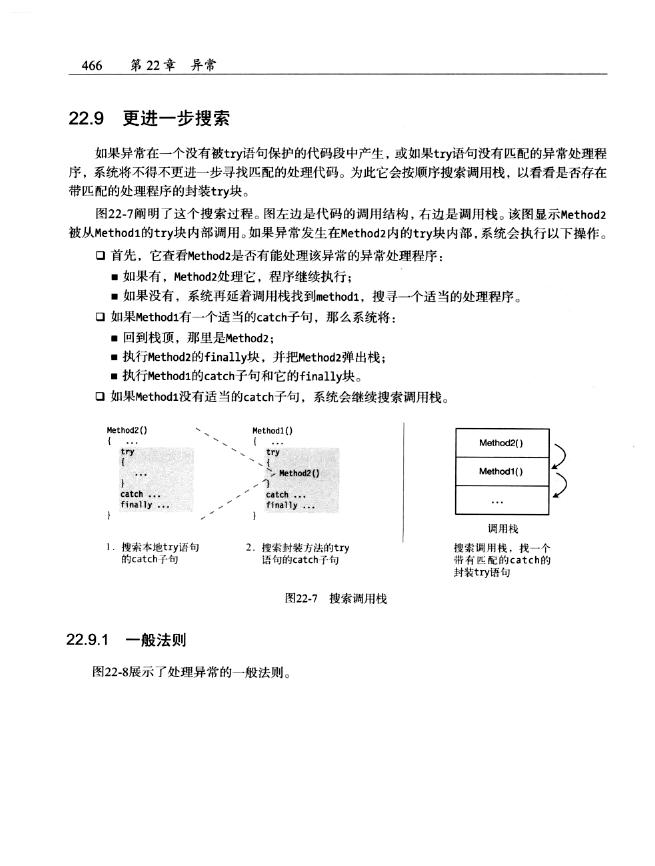 466 第 22 章 异常
22.9 更进一步搜索
如果异常在一个没有被try语句保护的代码段中产生，或如果try语句没有匹配的异常处理程
序，系统将不得不更进一步寻找匹配的处理代码。为此它会按顺序搜索调用栈，以看看是否存在
带匹配的处理程序的封装try块。
图22-7阐明了这个搜索过程。图左边是代码的调用结构，右边是调用栈。该图显示Method2
被从Method1的try块内部调用。如果异常发生在Method2内的try块内部，系统会执行以下操作。
❑ 首先，它查看Method2是否有能处理该异常的异常处理程序：
■ 如果有，Method2处理它，程序继续执行；
■ 如果没有，系统再延着调用栈找到method1，搜寻一个适当的处理程序。
❑ 如果Method1有一个适当的catch子句，那么系统将：
■ 回到栈顶，那里是Method2；
■ 执行Method2的finally块，并把Method2弹出栈；
■ 执行Method1的catch子句和它的finally块。
❑ 如果Method1没有适当的catch子句，系统会继续搜索调用栈。
Method2()
{ ...
try
{
...
}
catch ...
finally ...
}
1. 搜索本地try语句
的catch子句
Method1()
{ ...
try
{
Method2()
}
catch ...
finally ...
}
2. 搜索封装方法的try
语句的catch子句
Method2( )
Method1( )
...
调用栈
搜索调用栈，找一个
带有匹配的catch的
封装try语句
图22-7 搜索调用栈
22.9.1 一般法则
图22-8展示了处理异常的一般法则。